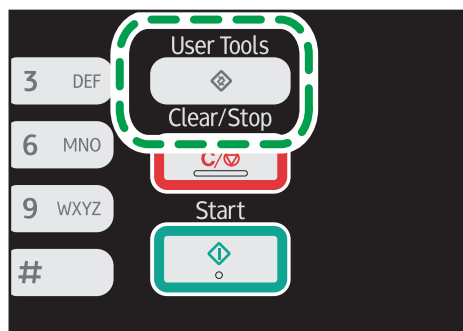 User Tools
3 DEF
Clear/Stop
6 MNO
C/
9 WXYZ
Start
#